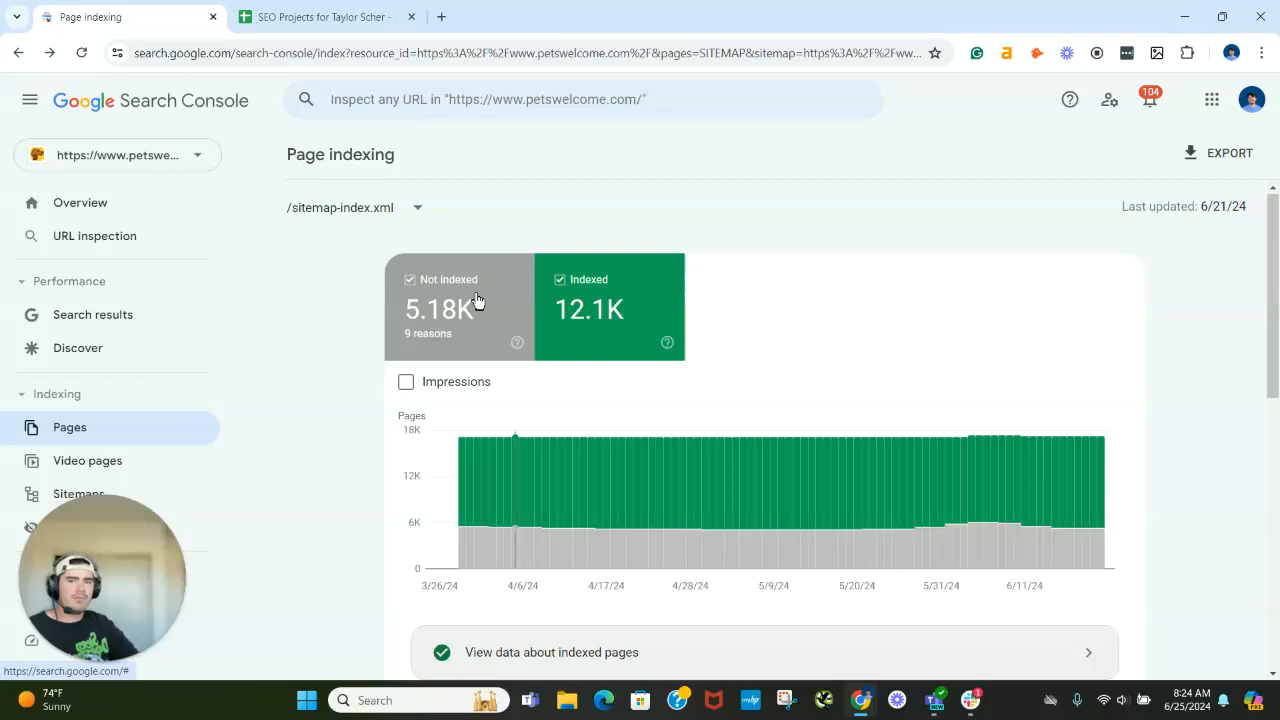 Page indexing
SEO Projects for Taylor Scher -
search.google.com/search-console/index?resource_id=https%3A%2F%2Fwww.petswelcome.com%2F&pages=SITEMAP&sitemap=https%3A%2F%2Fww...
Google Search Console
Inspect any URL in "https://www.petswelcome.com/"
104
https://www.petswe...
Page indexing
EXPORT
Overview
URL inspection
Performance
Search results
Discover
Indexing
Pages
Video pages
Sitemaps
/sitemap-index.xml
Last updated: 6/21/24
Not indexed
5.18K
9 reasons
Indexed
12.1K
Impressions
Pages
18K
12K
6K
0
3/26/24 4/6/24 4/17/24 4/28/24 5/9/24 5/20/24 5/31/24 6/11/24
View data about indexed pages
https://search.google.com/#
74°F
Sunny
Search
8:24 AM
6/25/2024